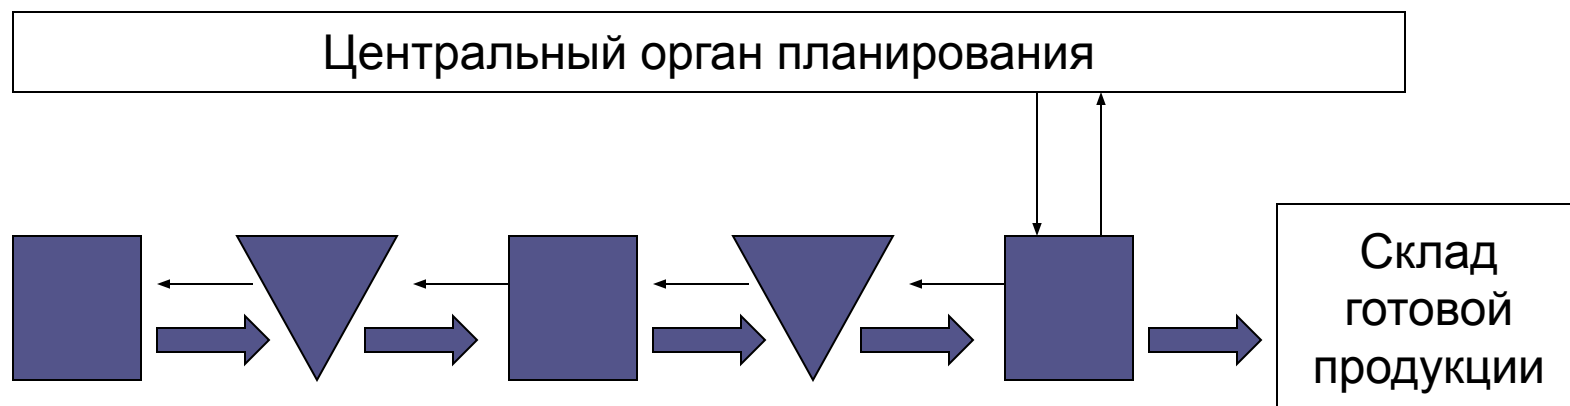 Центральный орган планирования
Склад
готовой
продукции